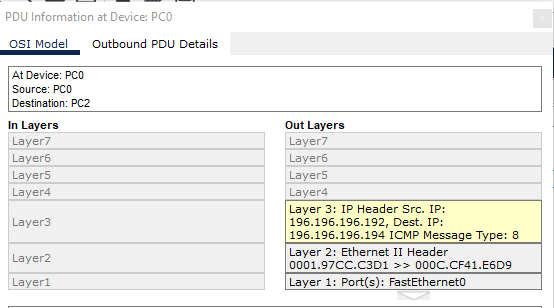 PDU Information at Device: PC0
OSI Model Outbound PDU Details
At Device: PC0
Source: PC0
Destination: PC2
In Layers Out Layers
Layer7 Layer7
Layer6 Layer6
Layer5 Layer5
Layer4 Layer4
Layer3
Layer 3: IP Header Src. IP:
196.196.196.192, Dest. IP:
196.196.196.194 ICMP Message Type: 8
Layer2
Layer 2: Ethernet II Header
0001.97CC.C3D1 >> 000C.CF41.E6D9
Layer1 Layer 1: Port(s): FastEthernet0